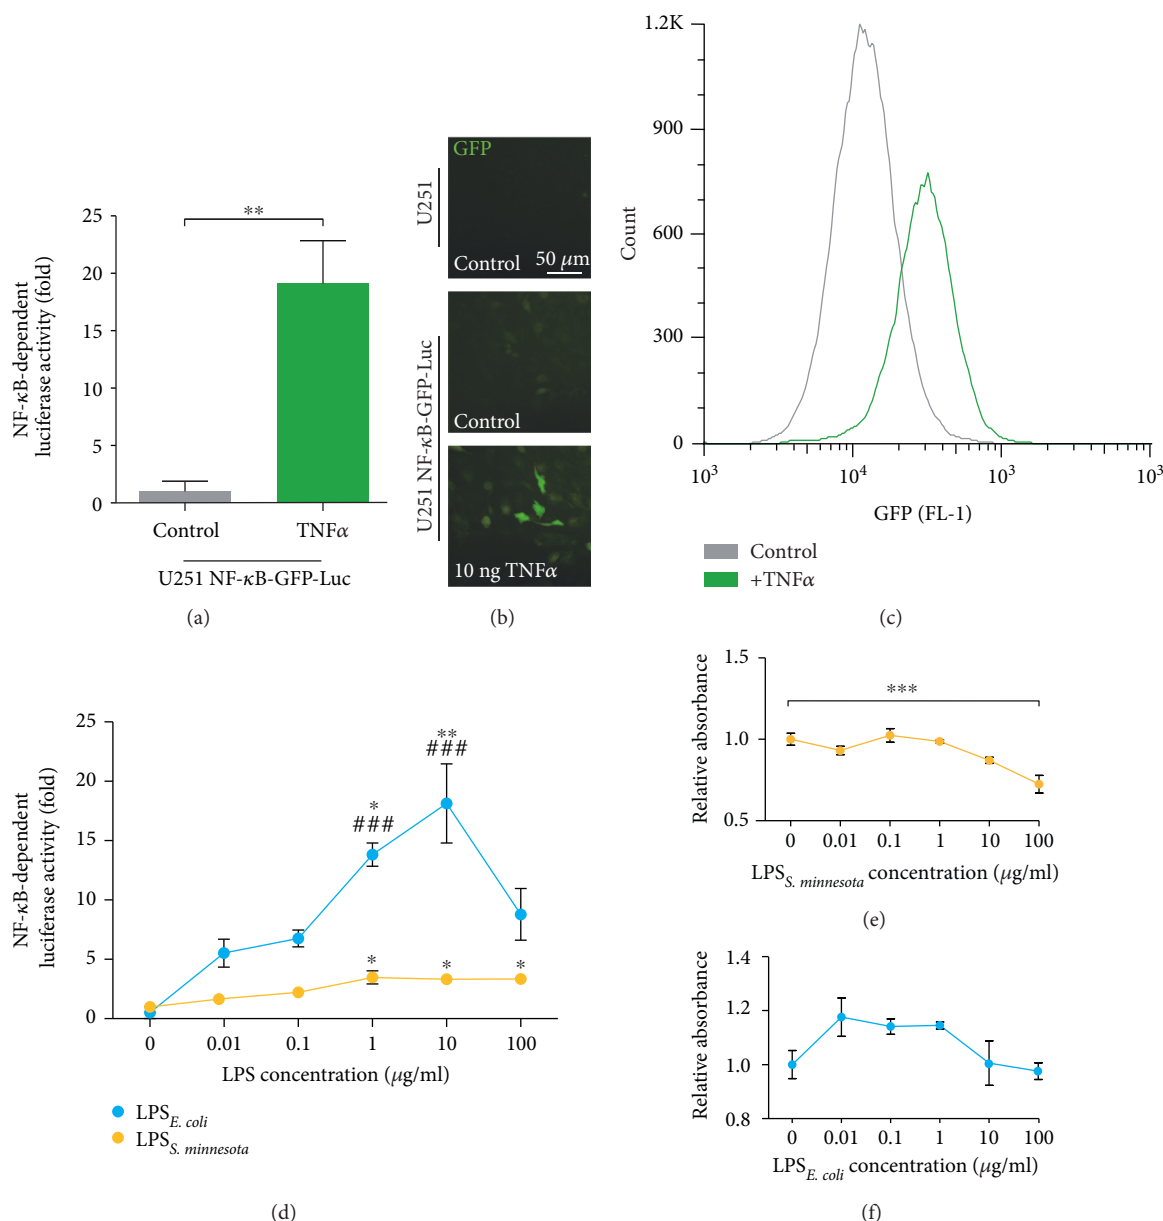 NF-κB-dependent
luciferase activity (fold)
25
20
15
10
5
0
**
Control
TNFα
U251 NF-κB-GFP-Luc
(a)
U251
GFP
Control
50 μm
U251 NF-κB-GFP-Luc
Control
10 ng TNFα
(b)
Count
1.2K
900
600
300
0
10³
10⁴
10³
10³
GFP (FL-1)
Control
+TNFα
(c)
NF-κB-dependent
luciferase activity (fold)
25
20
15
10
5
0
*
###
**
###
*
*
*
0
0.01
0.1
1
10
100
LPS concentration (μg/ml)
LPS E. coli
LPS S. minnesota
(d)
Relative absorbance
1.5
1.0
0.5
***
0
0.01
0.1
1
10
100
LPS S. minnesota concentration (μg/ml)
(e)
Relative absorbance
1.4
1.2
1.0
0.8
0
0.01
0.1
1
10
100
LPS E. coli concentration (μg/ml)
(f)